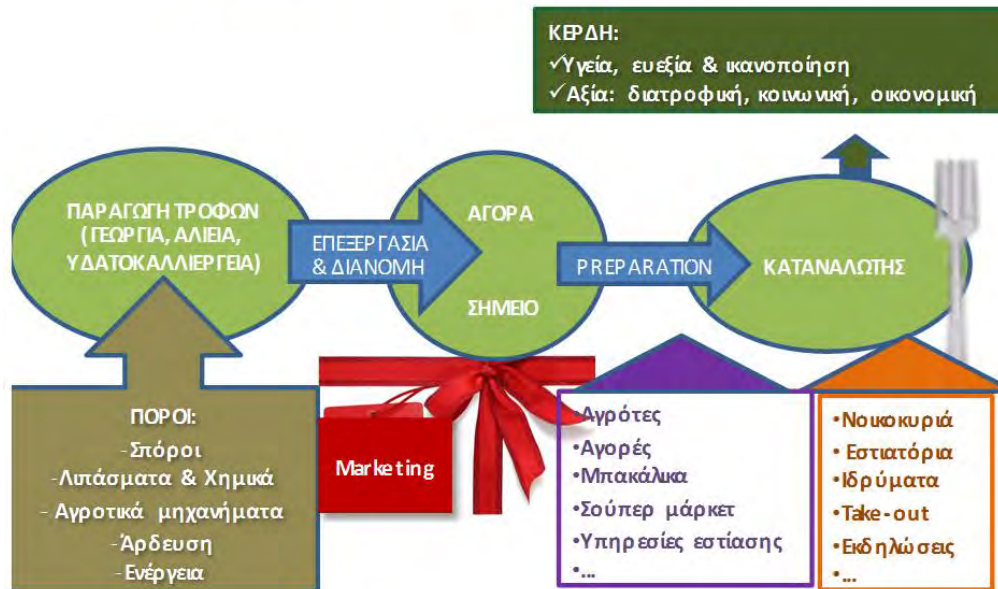 ΚΕΡΔΗ:
✓Υγεία, ευεξία & ικανοποίηση
✓Αξία: διατροφική, κοινωνική, οικονομική
ΠΑΡΑΓΩΓΗ ΤΡΟΦΩΝ
(ΓΕΩΡΓΙΑ, ΑΛΙΕΙΑ,
ΥΔΑΤΟΚΑΛΛΙΕΡΓΕΙΑ)
ΕΠΕΞΕΡΓΑΣΙΑ
& ΔΙΑΝΟΜΗ
ΑΓΟΡΑ
ΣΗΜΕΙΟ
PREPARATION
ΚΑΤΑΝΑΛΩΤΗΣ
ΠΟΡΟΙ:
-Σπόροι
-Λιπάσματα & Χημικά
- Αγροτικά μηχανήματα
-Άρδευση
-Ενέργεια
Marketing
•Αγρότες
•Αγορές
•Μπακάλικα
•Σούπερ μάρκετ
•Υπηρεσίες εστίασης
•...
•Νοικοκυριά
• Εστιατόρια
•Ιδρύματα
•Take-out
•Εκδηλώσεις
•...